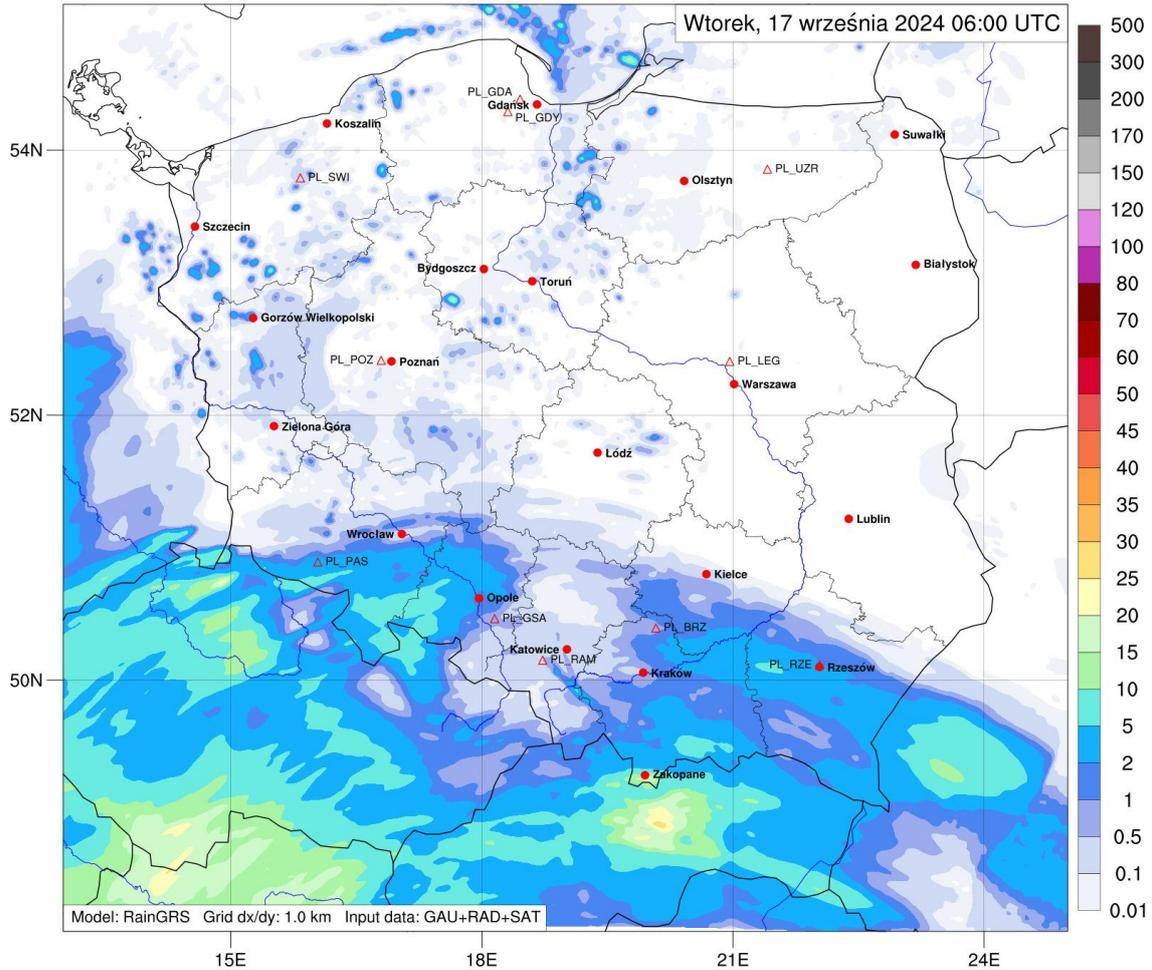 Wtorek, 17 września 2024 06:00 UTC
500
300
200
170
150
120
100
80
70
60
50
45
40
35
30
25
20
15
10
5
2
1
0.5
0.1
0.01
54N
52N
50N
PL_GDA
Gdańsk
PL_GDY
Koszalin
Suwałki
PL_SWI
Olsztyn
PL_UZR
Szczecin
Bydgoszcz
Białystok
Toruń
Gorzów Wielkopolski
PL_POZ
Poznań
PL_LEG
Warszawa
Zielona Góra
Łódź
Lublin
Wrocław
PL_PAS
Kielce
Opole
PL_GSA
PL_BRZ
Katowice
PL_RAM
PL_RZE
Rzeszów
Kraków
Zakopane
Model: RainGRS Grid dx/dy: 1.0 km Input data: GAU+RAD+SAT
15E
18E
21E
24E